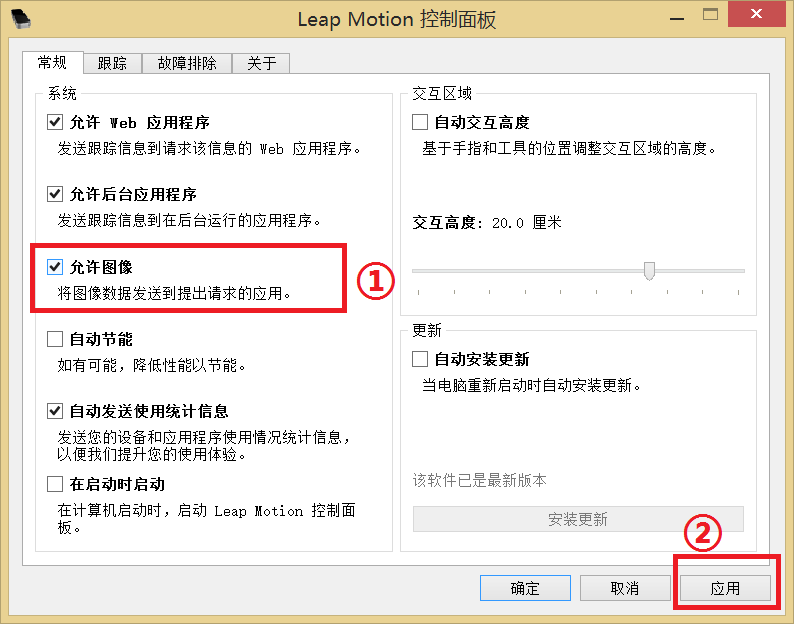 Leap Motion 控制面板
常规
跟踪
故障排除
关于
系统
允许 Web 应用程序
发送跟踪信息到请求该信息的 Web 应用程序。
允许后台应用程序
发送跟踪信息到在后台运行的应用程序。
允许图像
将图像数据发送到提出请求的应用。
①
自动节能
如有可能，降低性能以节能。
自动发送使用统计信息
发送您的设备和应用程序使用情况统计信息，
以便我们提升您的使用体验。
在启动时启动
在计算机启动时，启动 Leap Motion 控制面
板。
交互区域
自动交互高度
基于手指和工具的位置调整交互区域的高度。
交互高度: 20.0 厘米
更新
自动安装更新
当电脑重新启动时自动安装更新。
该软件已是最新版本
安装更新
②
确定
取消
应用